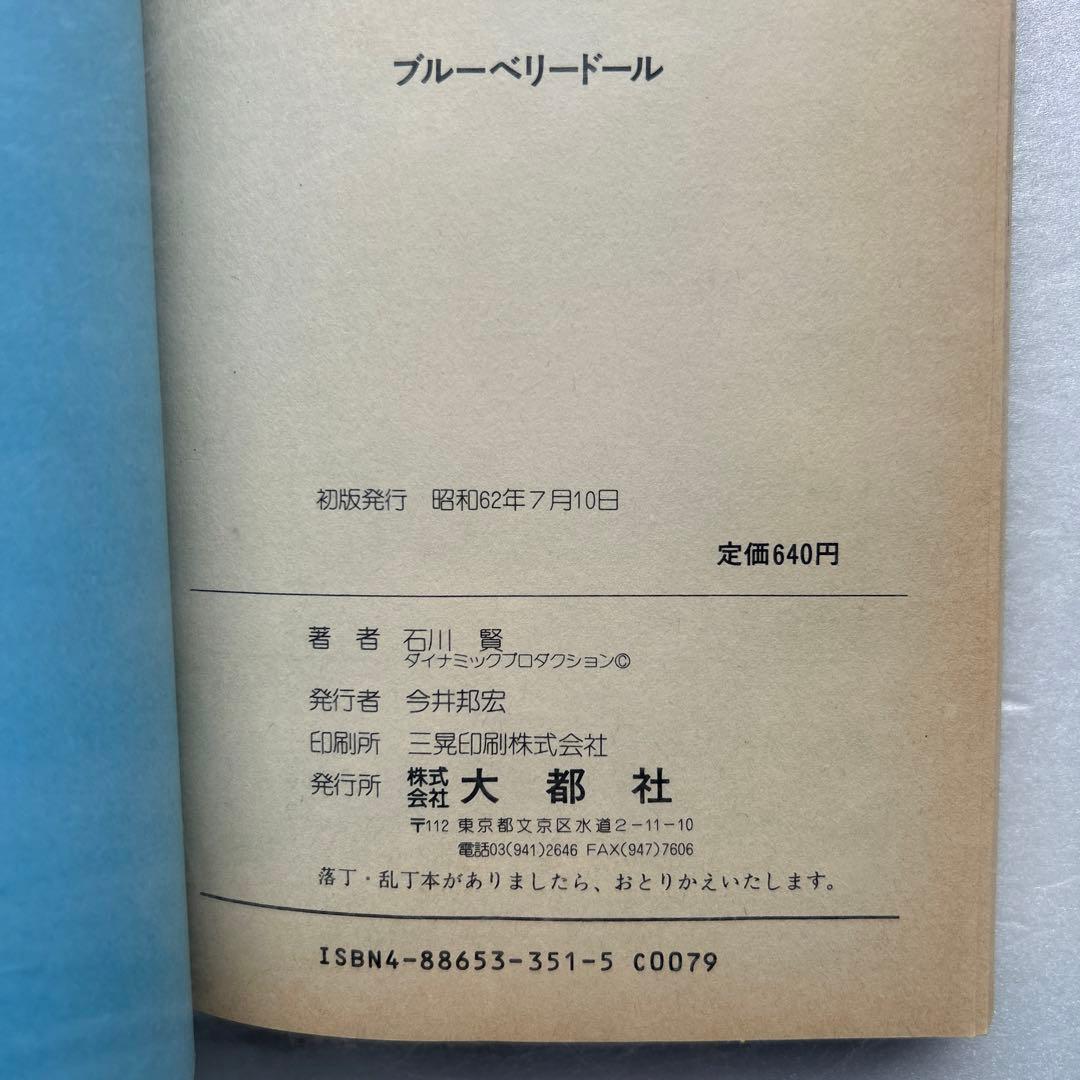 ブルーベリードール
初版発行 昭和62年7月10日
定価640円
著者 石川 賢
ダイナミックプロダクション©
発行者 今井邦宏
印刷所 三晃印刷株式会社
発行所 株式会社 大都社
〒112 東京都文京区水道2-11-10
電話03(941)2646 FAX(947)7606
落丁・乱丁本がありましたら、おとりかえいたします。
ISBN4-88653-351-5 C0079